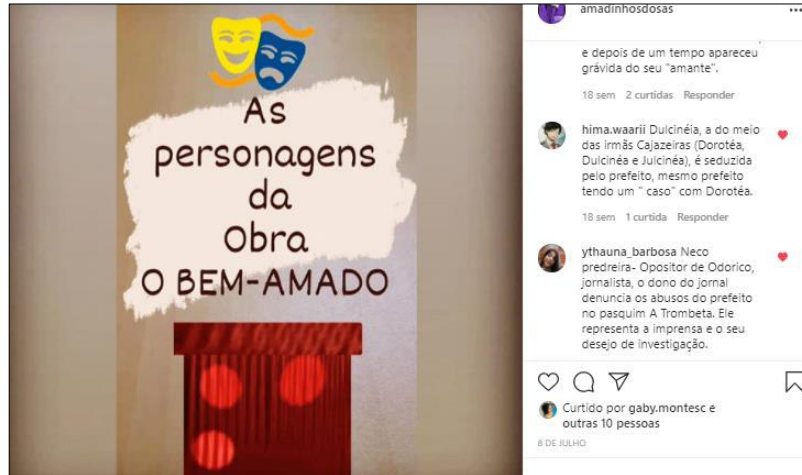 As
personagens
da
Obra
O BEM-AMADO
amadinhosdosas
e depois de um tempo apareceu
grávida do seu "amante".
18 sem 2 curtidas Responder
hima.waarii Dulcinéia, a do meio
das irmãs Cajazeiras (Dorotéa,
Dulcinéa e Julcinéa), é seduzida
pelo prefeito, mesmo prefeito
tendo um " caso" com Dorotéa.
18 sem 1 curtida Responder
ythauna_barbosa Neco
predreira- Opositor de Odorico,
jornalista, o dono do jornal
denuncia os abusos do prefeito
no pasquim A Trombeta. Ele
representa a imprensa e o seu
desejo de investigação.
Curtido por gaby.montesc e
outras 10 pessoas
8 DE JULHO